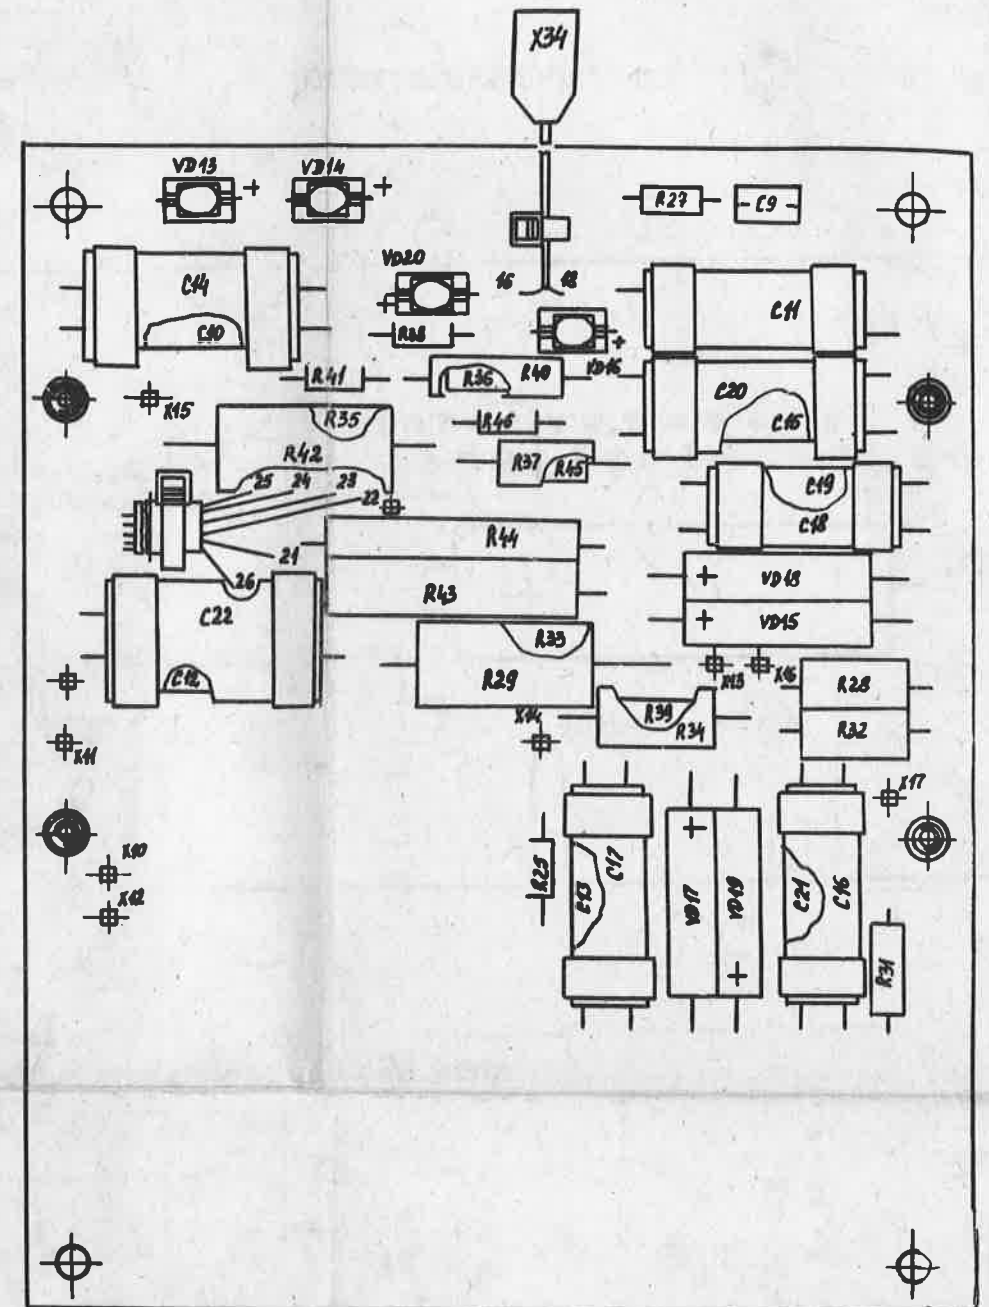 X34
VD13
VD14
+
+
R27
C9
VD20
C14
16
18
+
C10
R38
C11
+
VD16
R41
R36
R40
X15
R35
R46
C20
C15
R42
R37
R45
25
24
23
22
C19
C18
21
R44
26
R43
+
VD18
+
VD15
C22
C12
R33
R29
X13
X16
R28
X14
R39
R34
R32
X11
X17
X10
R25
C13
C17
+
VD17
VD19
+
C21
C16
X12
R31